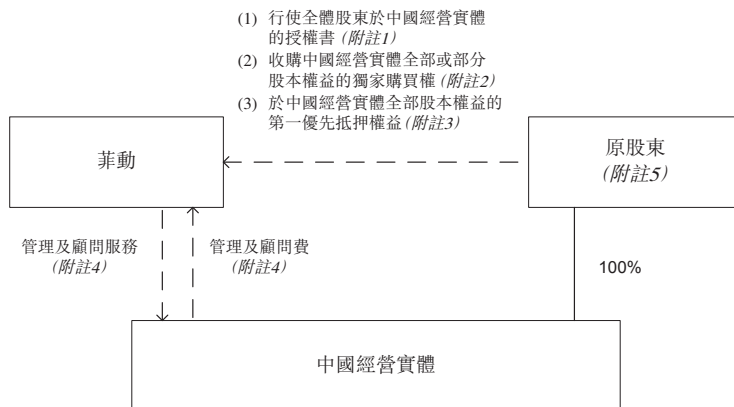 (1) 行使全體股東於中國經營實體
的授權書 (附註1)
(2) 收購中國經營實體全部或部分
股本權益的獨家購買權 (附註2)
(3) 於中國經營實體全部股本權益的
第一優先抵押權益 (附註3)
菲動
原股東
(附註5)
管理及顧問服務
(附註4)
管理及顧問費
(附註4)
100%
中國經營實體